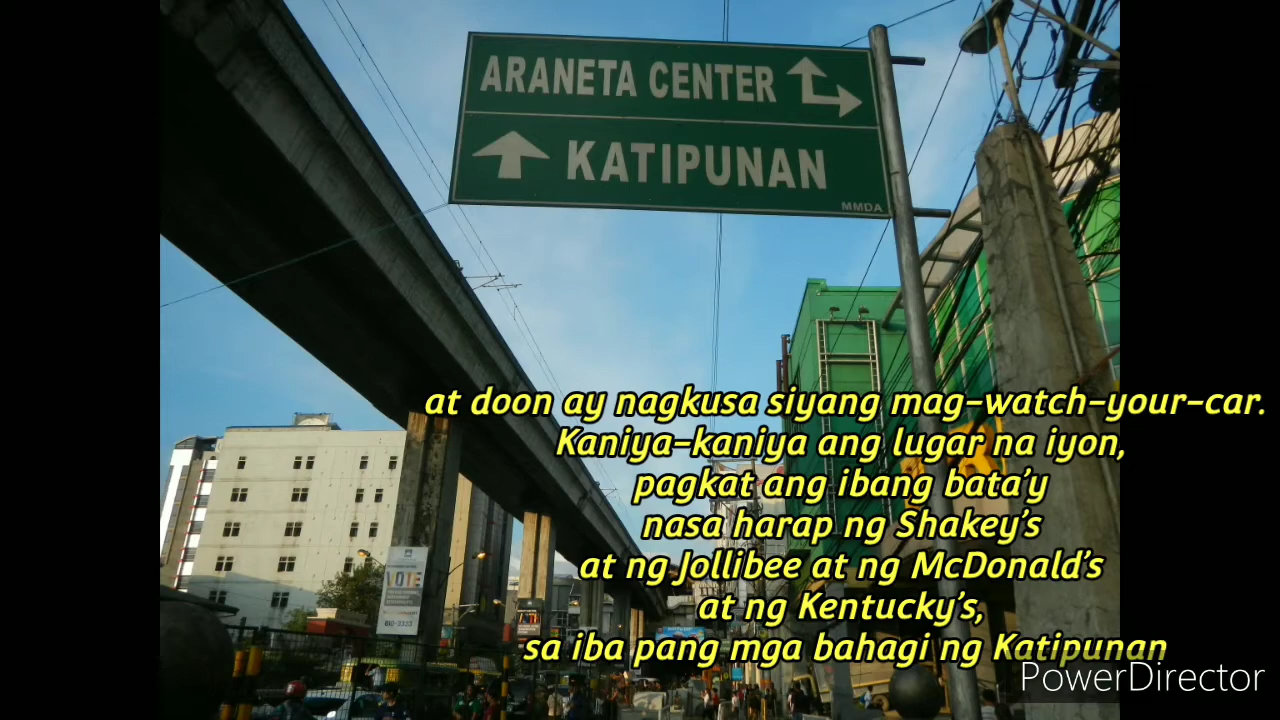 ARANETA CENTER
KATIPUNAN
MMDA
at doon ay nagkusa siyang mag-watch-your-car.
Kaniya-kaniya ang lugar na iyon,
pagkat ang ibang bata'y
nasa harap ng Shakey's
at ng Jollibee at ng McDonald's
at ng Kentucky's,
sa iba pang mga bahagi ng Katipunan
VOTE
PowerDirector